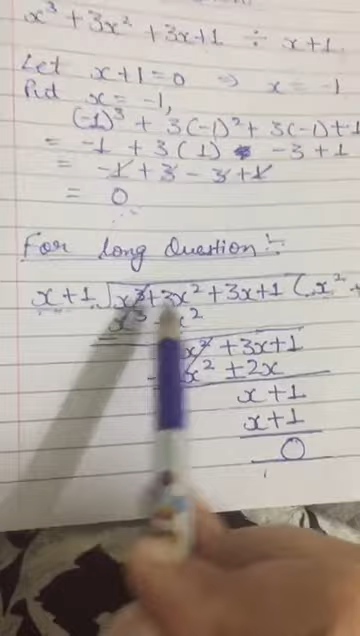 x³ + 3x² + 3x + 1 ÷ x + 1.
Let x + 1 = 0 ⇒ x = -1
Put x = -1,
(-1)³ + 3(-1)² + 3(-1) + 1
= -1 + 3(1) - 3 + 1
= -1 + 3 - 3 + 1
= 0
For Long Question :-
x + 1 ) x³ + 3x² + 3x + 1 ( x² +
x³ x²
x² + 3x + 1
x² + 2x
x + 1
x + 1
0